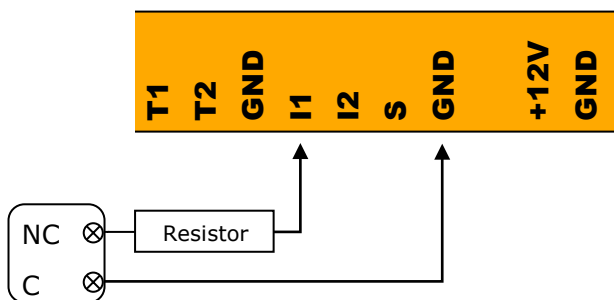 T1 T2 GND I1 I2 S GND +12V GND
NC
Resistor
C